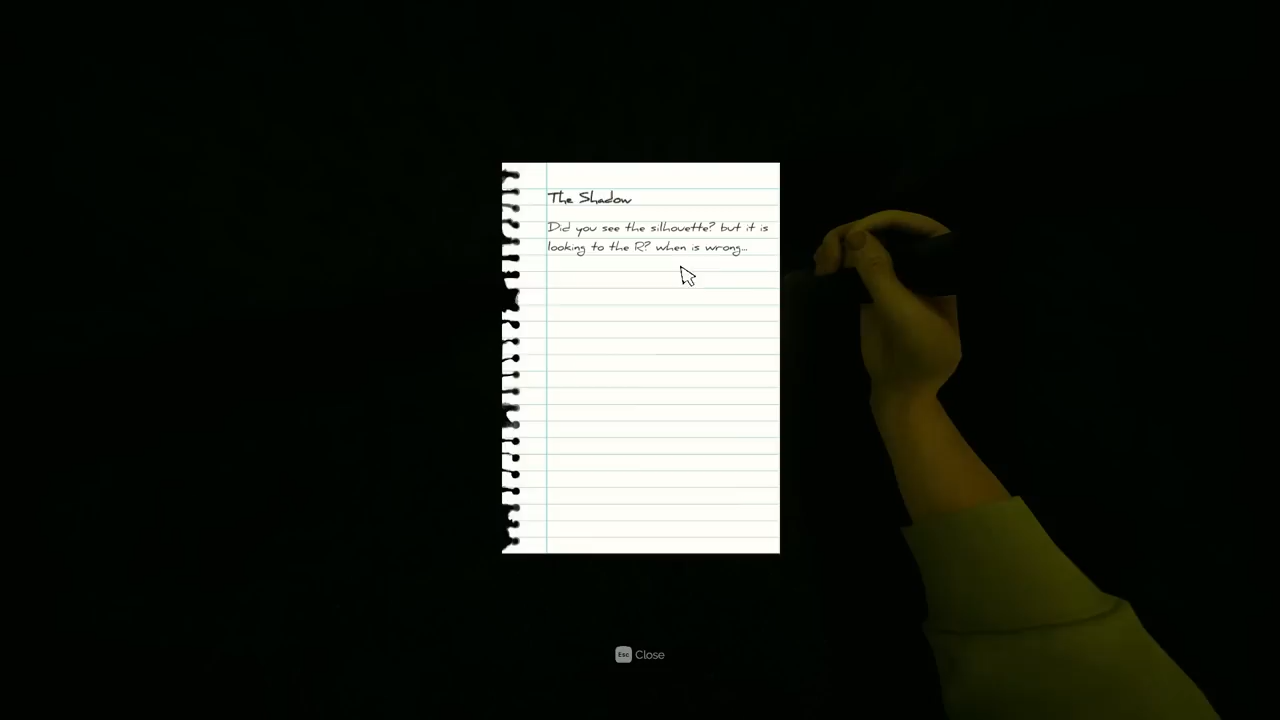 The Shadow
Did you see the silhouette? but it is
looking to the R? when is wrong...
Esc Close